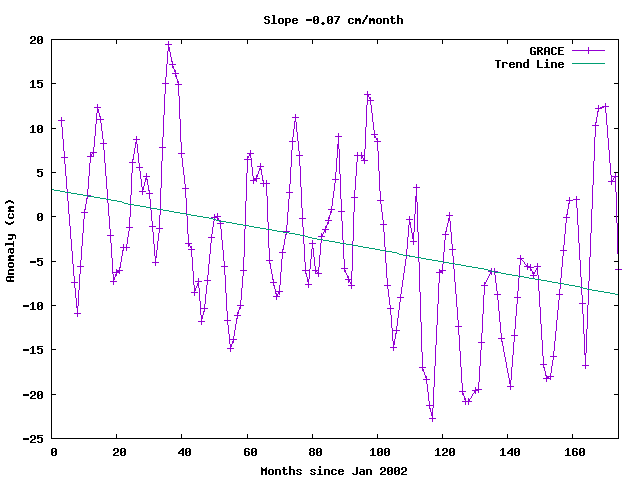 Slope -0.07 cm/month
GRACE
Trend Line
20
15
10
5
0
-5
-10
-15
-20
-25
Anomaly (cm)
0 20 40 60 80 100 120 140 160
Months since Jan 2002